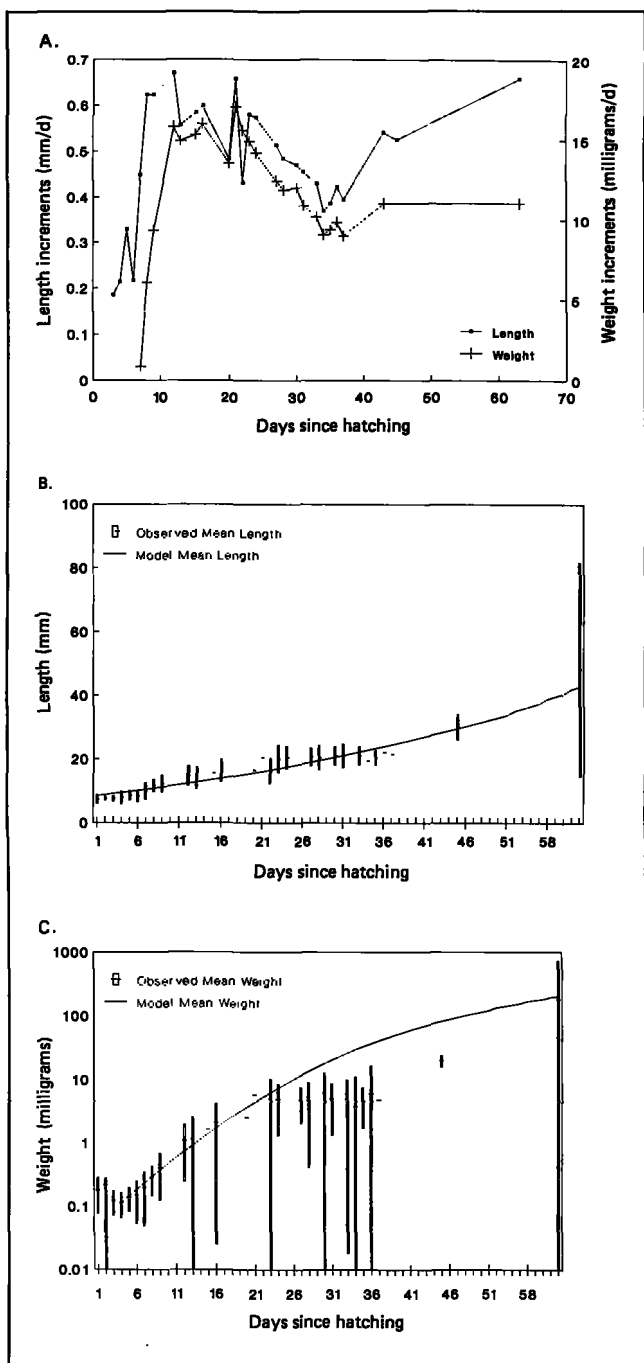 A.
0.7
0.6
0.5
0.4
0.3
0.2
0.1
0
20
15
10
5
0
Length increments (mm/d)
Weight increments (milligrams/d)
Length
Weight
0 10 20 30 40 50 60 70
Days since hatching
B.
100
80
60
40
20
0
Length (mm)
Observed Mean Length
Model Mean Length
1 6 11 16 22 26 31 36 41 46 53 58
Days since hatching
C.
1000
100
10
1
0.1
0.01
Weight (milligrams)
Observed Mean Weight
Model Mean Weight
1 6 11 16 21 26 31 36 46 51 58
Days since hatching